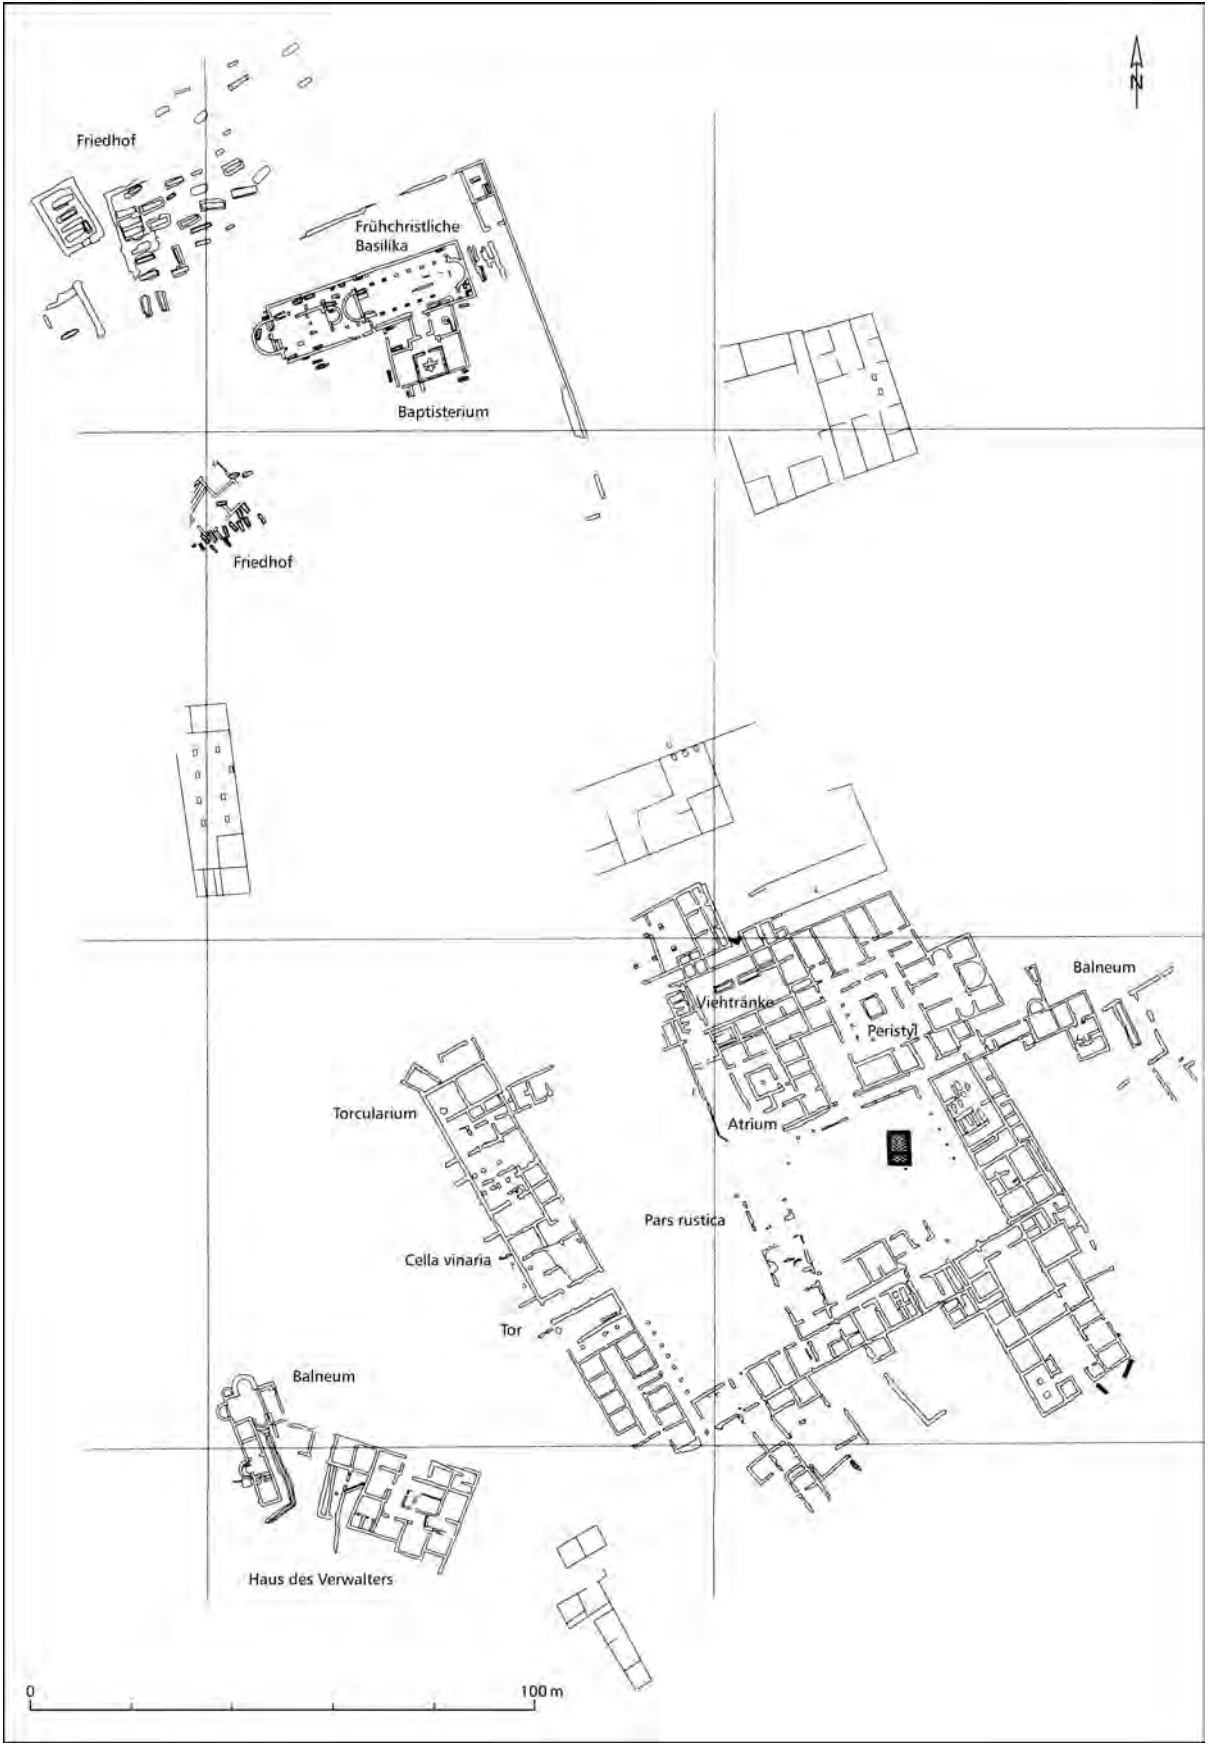 N
Friedhof
Frühchristliche
Basilika
Baptisterium
Friedhof
Balneum
Viehtränke
Peristyl
Torcularium
Atrium
Pars rustica
Cella vinaria
Tor
Balneum
Haus des Verwalters
0
100 m